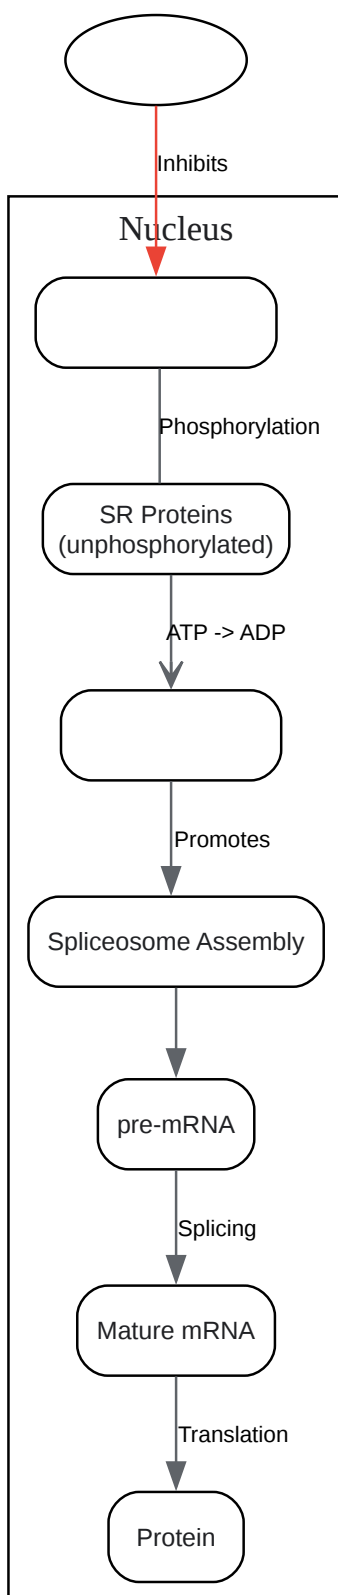 Inhibits
Nucleus
Phosphorylation
SR Proteins
(unphosphorylated)
ATP -> ADP
Promotes
Spliceosome Assembly
pre-mRNA
Splicing
Mature mRNA
Translation
Protein